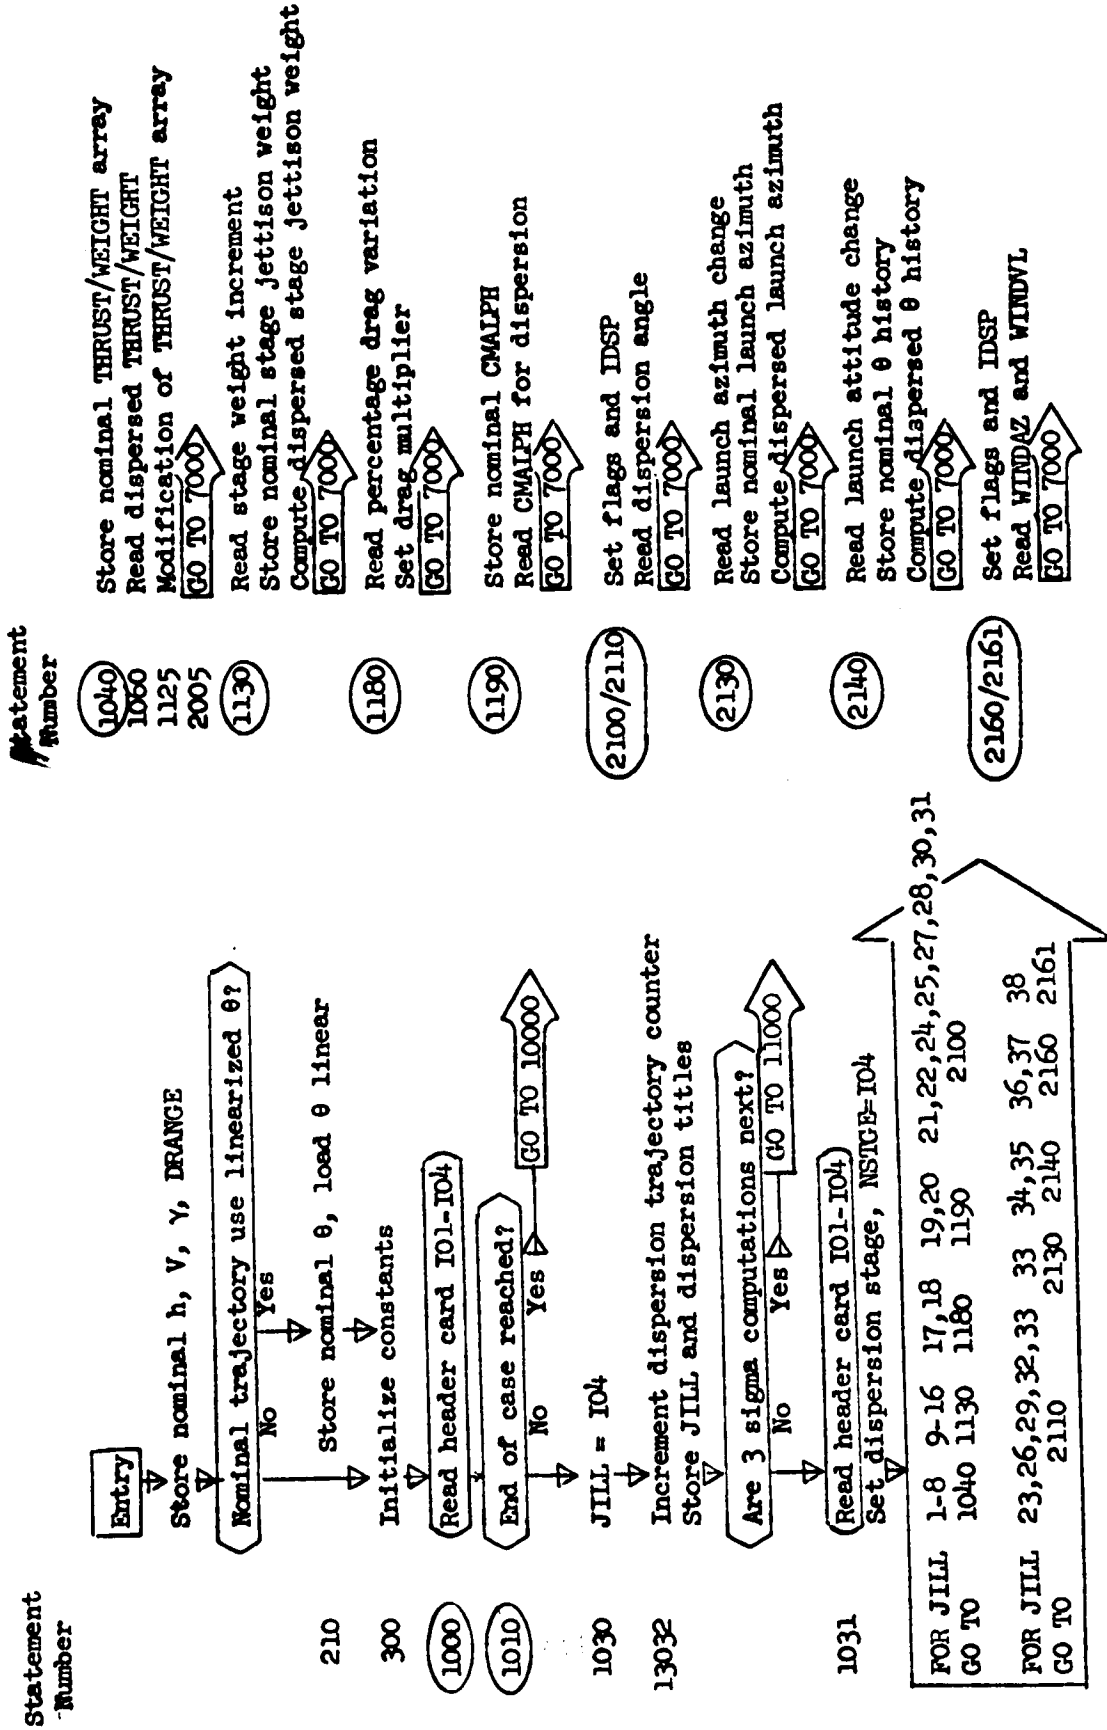 Statement
Number
Entry
Store nominal h, V, γ, DRANGE
Nominal trajectory use linearized θ?
No
Yes
210 Store nominal θ, load θ linear
300 Initialize constants
1000 Read header card IO1-IO4
1010 End of case reached?
No
Yes
GO TO 10000
1030 JILL = IO4
13032 Increment dispersion trajectory counter
Store JILL and dispersion titles
Are 3 sigma computations next?
No
Yes
GO TO 11000
1031 Read header card IO1-IO4
Set dispersion stage, NSTGE=IO4
FOR JILL 1-8 9-16 17,18 19,20 21,22,24,25,27,28,30,31
GO TO 1040 1130 1180 1190 2100
FOR JILL 23,26,29,32,33 33 34,35 36,37 38
GO TO 2110 2130 2140 2160 2161
Statement
Number
1040 Store nominal THRUST/WEIGHT array
1060 Read dispersed THRUST/WEIGHT
1125 Modification of THRUST/WEIGHT array
2005 GO TO 7000
1130 Read stage weight increment
Store nominal stage jettison weight
Compute dispersed stage jettison weight
GO TO 7000
1180 Read percentage drag variation
Set drag multiplier
GO TO 7000
1190 Store nominal CMALPH
Read CMALPH for dispersion
GO TO 7000
2100/2110 Set flags and IDSP
Read dispersion angle
GO TO 7000
2130 Read launch azimuth change
Store nominal launch azimuth
Compute dispersed launch azimuth
GO TO 7000
2140 Read launch attitude change
Store nominal θ history
Compute dispersed θ history
GO TO 7000
2160/2161 Set flags and IDSP
Read WINDAZ and WINDVL
GO TO 7000